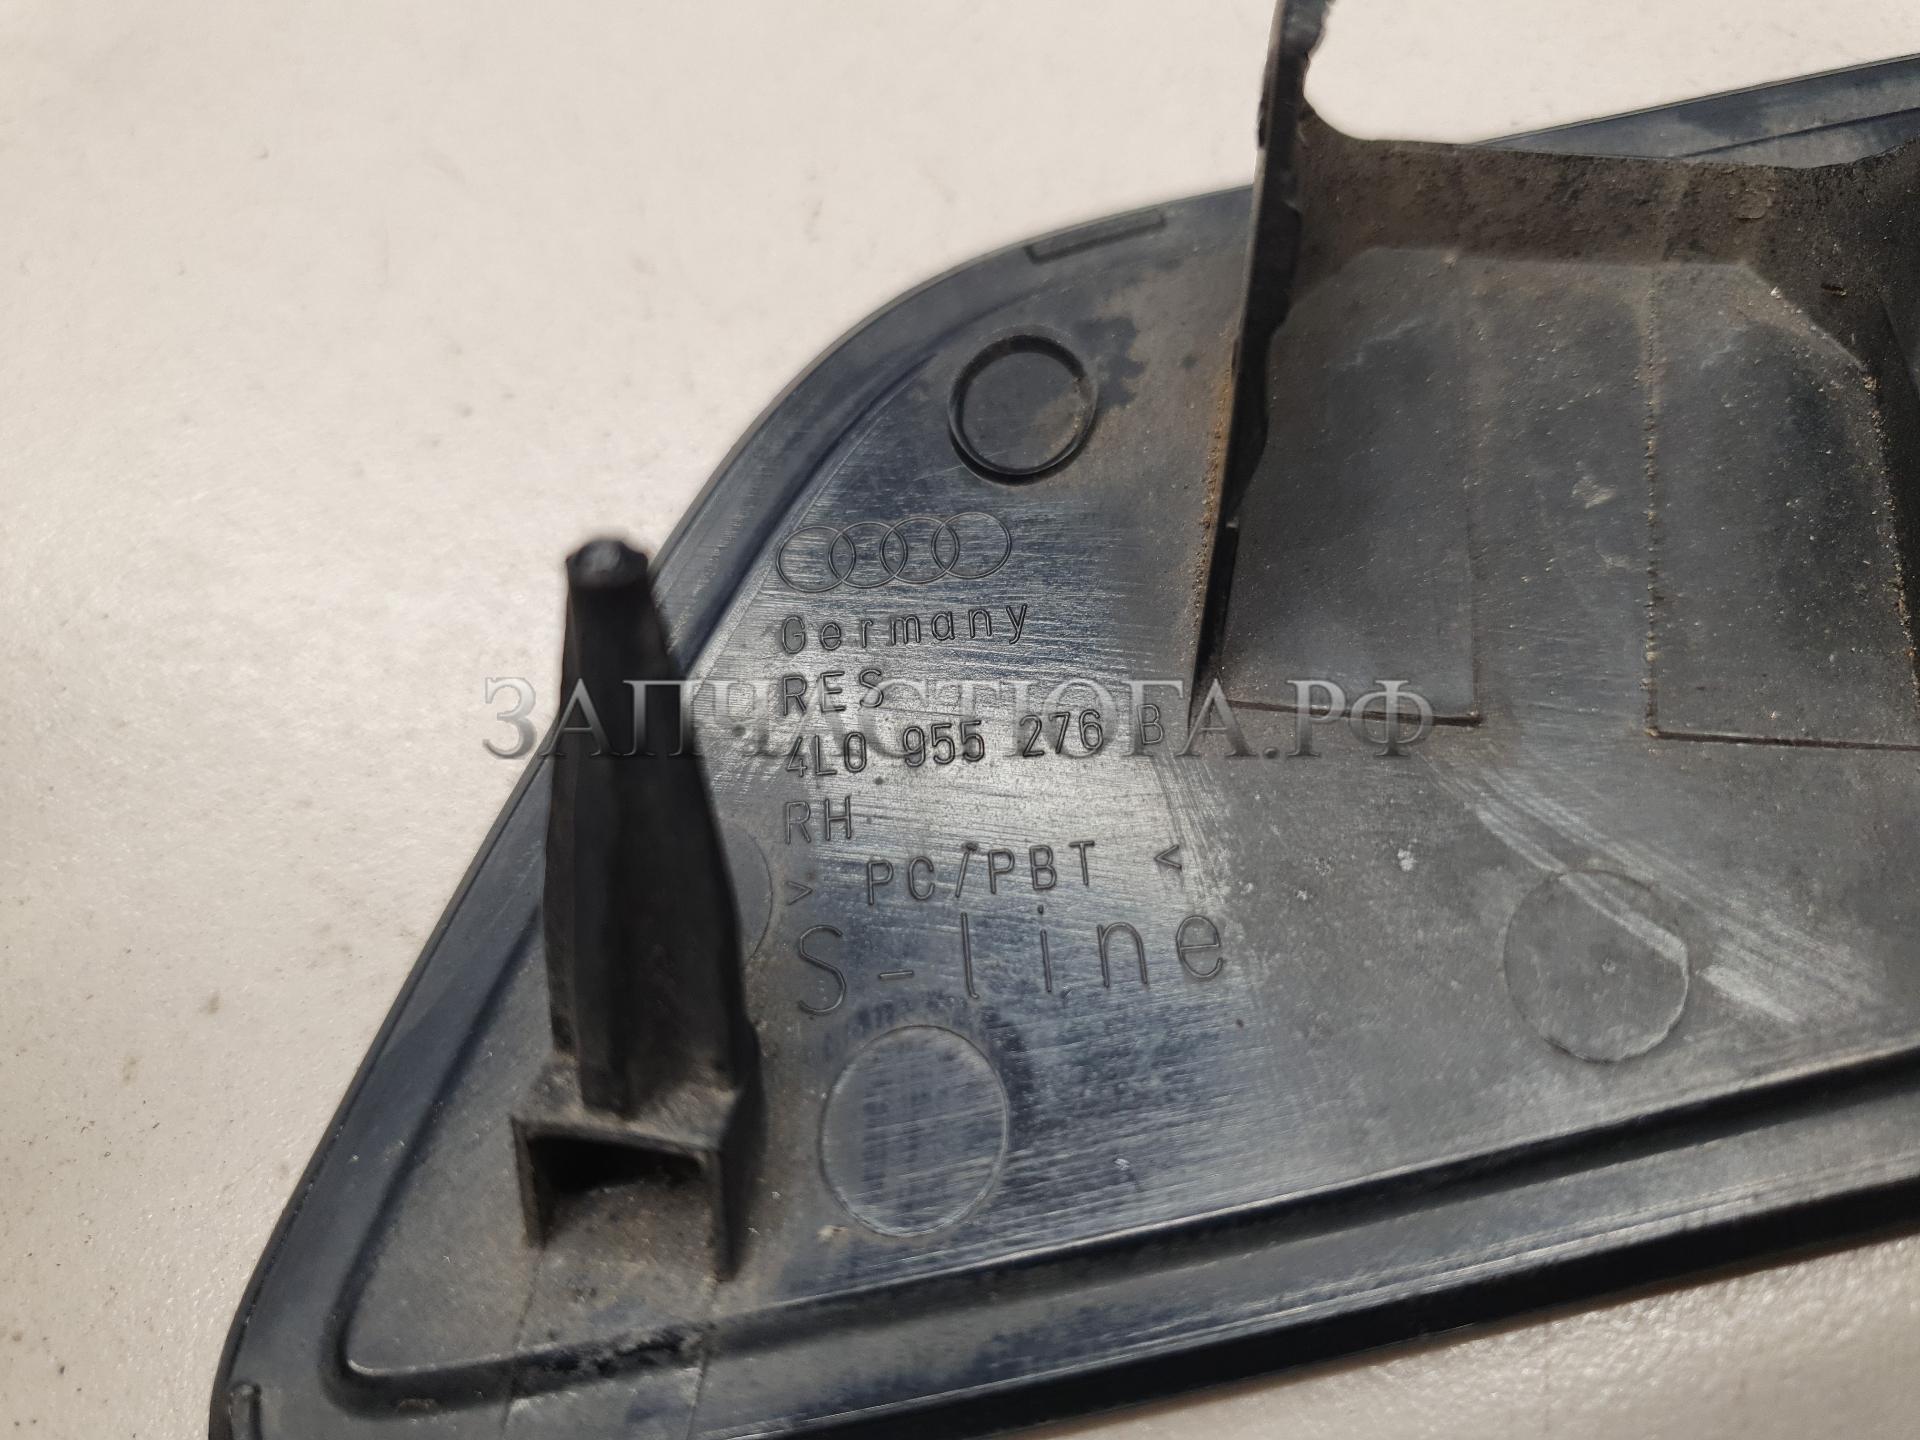 Germany
RES
ЗАПЧАСТЮГА.РФ
4L0 955 276 B
RH
> PC/PBT <
S-line